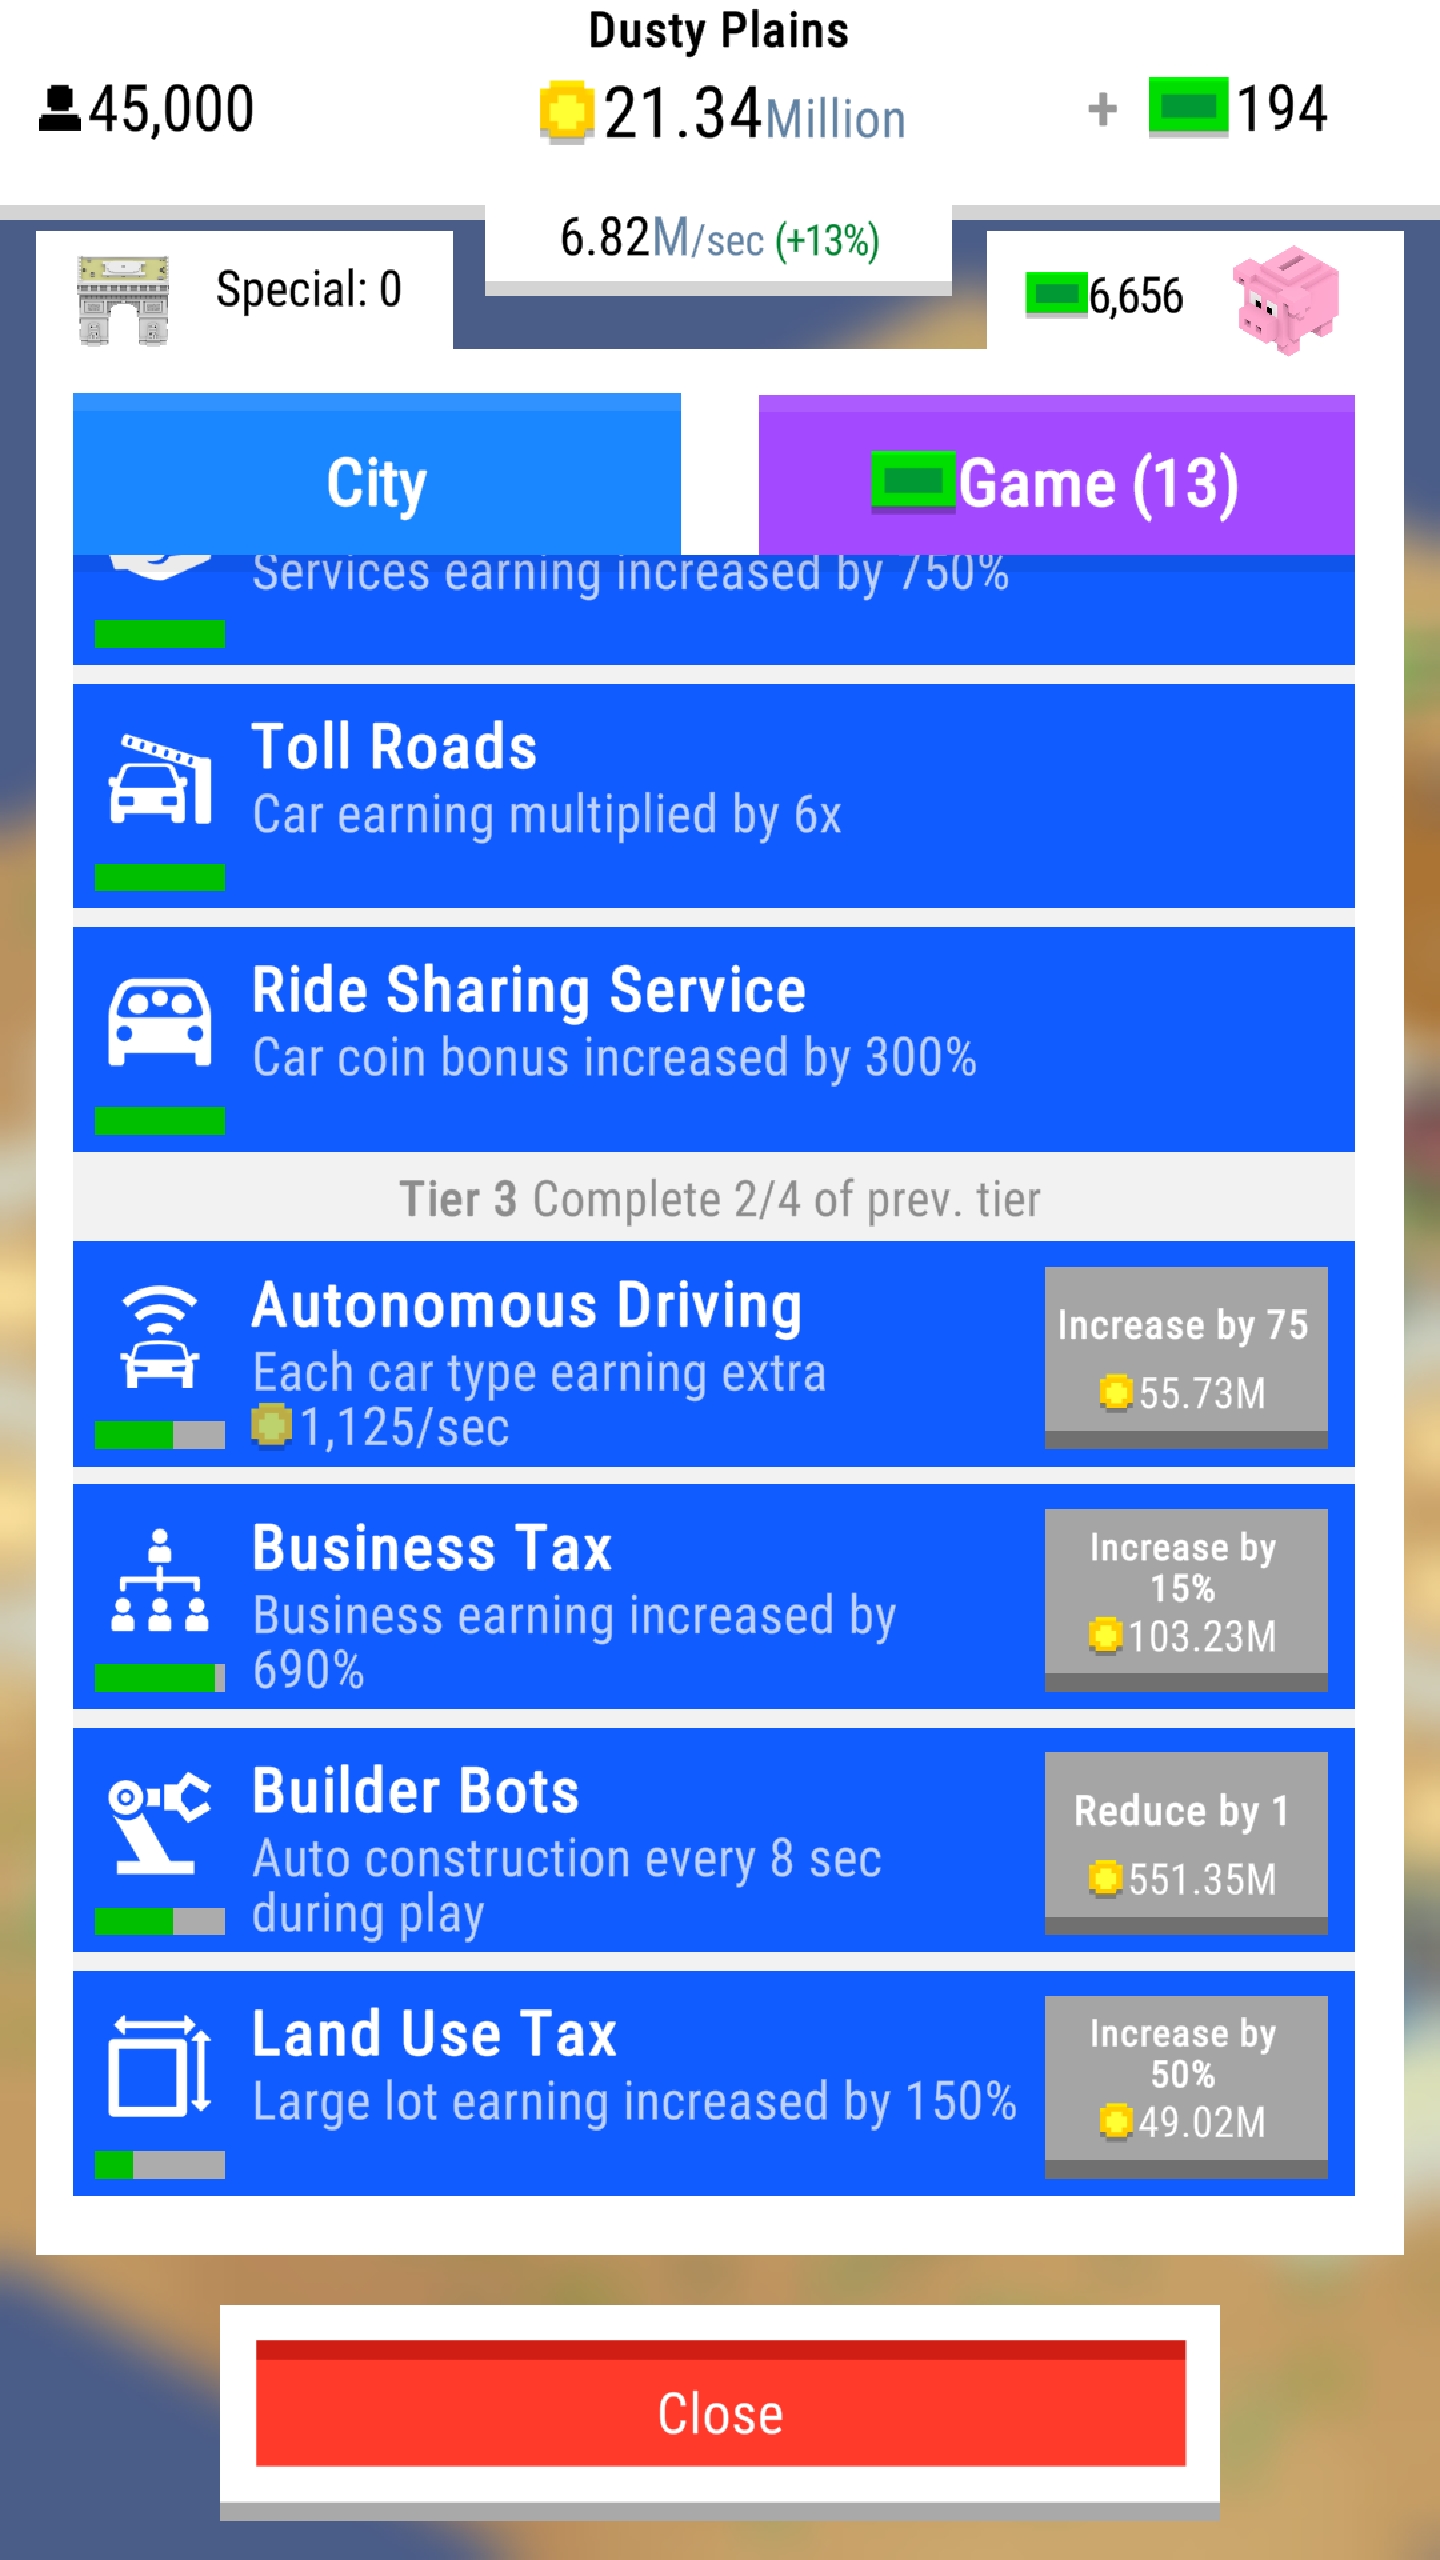 Dusty Plains
45,000
21.34Million
+ 194
6.82M/sec (+13%)
Special: 0
6,656
City
Game (13)
Services earning increased by 750%
Toll Roads
Car earning multiplied by 6x
Ride Sharing Service
Car coin bonus increased by 300%
Tier 3 Complete 2/4 of prev. tier
Autonomous Driving
Each car type earning extra
1,125/sec
Increase by 75
55.73M
Business Tax
Business earning increased by
690%
Increase by
15%
103.23M
Builder Bots
Auto construction every 8 sec
during play
Reduce by 1
551.35M
Land Use Tax
Large lot earning increased by 150%
Increase by
50%
49.02M
Close